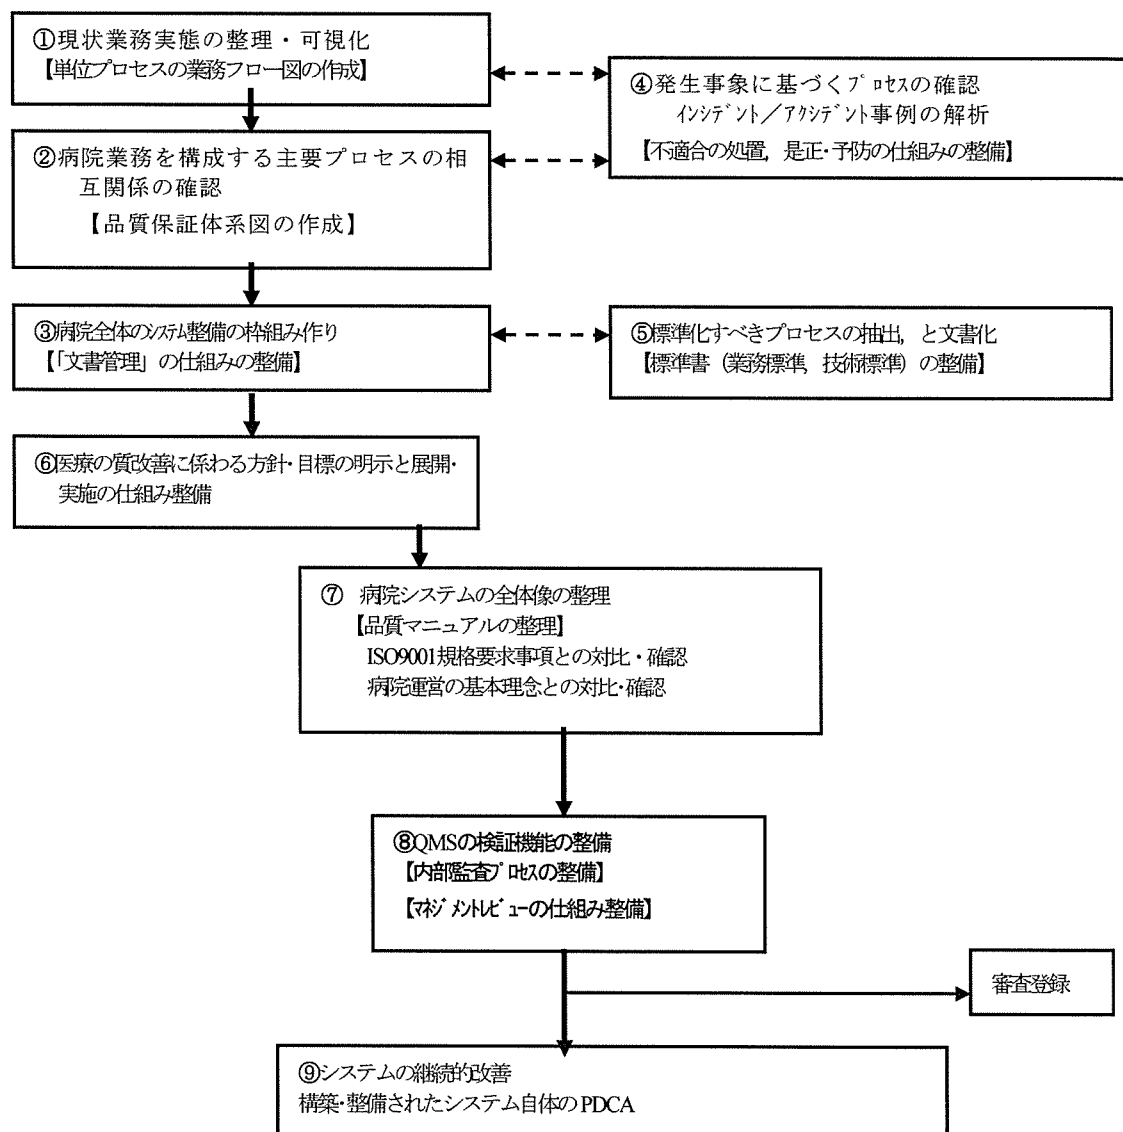 ①現状業務実態の整理・可視化
【単位プロセスの業務フロー図の作成】
④発生事象に基づくプロセスの確認
インシデント／アクシデント事例の解析
【不適合の処置，是正・予防の仕組みの整備】
②病院業務を構成する主要プロセスの相
互関係の確認
【品質保証体系図の作成】
③病院全体のシステム整備の枠組み作り
【「文書管理」の仕組みの整備】
⑤標準化すべきプロセスの抽出，と文書化
【標準書（業務標準，技術標準）の整備】
⑥医療の質改善に係わる方針・目標の明示と展開・
実施の仕組み整備
⑦　病院システムの全体像の整理
【品質マニュアルの整理】
ISO9001規格要求事項との対比・確認
病院運営の基本理念との対比・確認
⑧QMSの検証機能の整備
【内部監査プロセスの整備】
【マネジメントレビューの仕組み整備】
審査登録
⑨システムの継続的改善
構築・整備されたシステム自体のPDCA